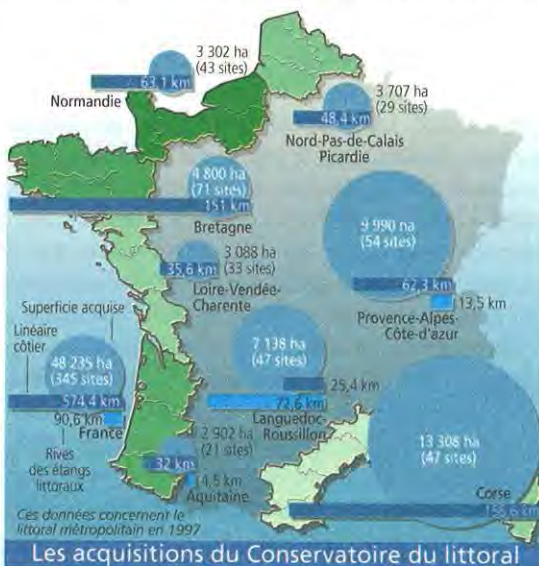 3 302 ha
(43 sites)
63,1 km
Normandie
3 707 ha
(29 sites)
48,4 km
Nord-Pas-de-Calais
Picardie
4 800 ha
(71 sites)
151 km
Bretagne
9 990 ha
(54 sites)
62,3 km
13,5 km
Provence-Alpes-
Côte-d'azur
3 088 ha
(33 sites)
35,6 km
Loire-Vendée-
Charente
Superficie acquise
Linéaire
côtier
48 235 ha
(345 sites)
574,4 km
90,6 km
France
Rives
des étangs
littoraux
7 138 ha
(47 sites)
25,4 km
72,6 km
Languedoc-
Roussillon
2 902 ha
(21 sites)
32 km
4,5 km
Aquitaine
13 308 ha
(47 sites)
Corse
156,6 km
Ces données concernent le
littoral métropolitain en 1997
Les acquisitions du Conservatoire du littoral